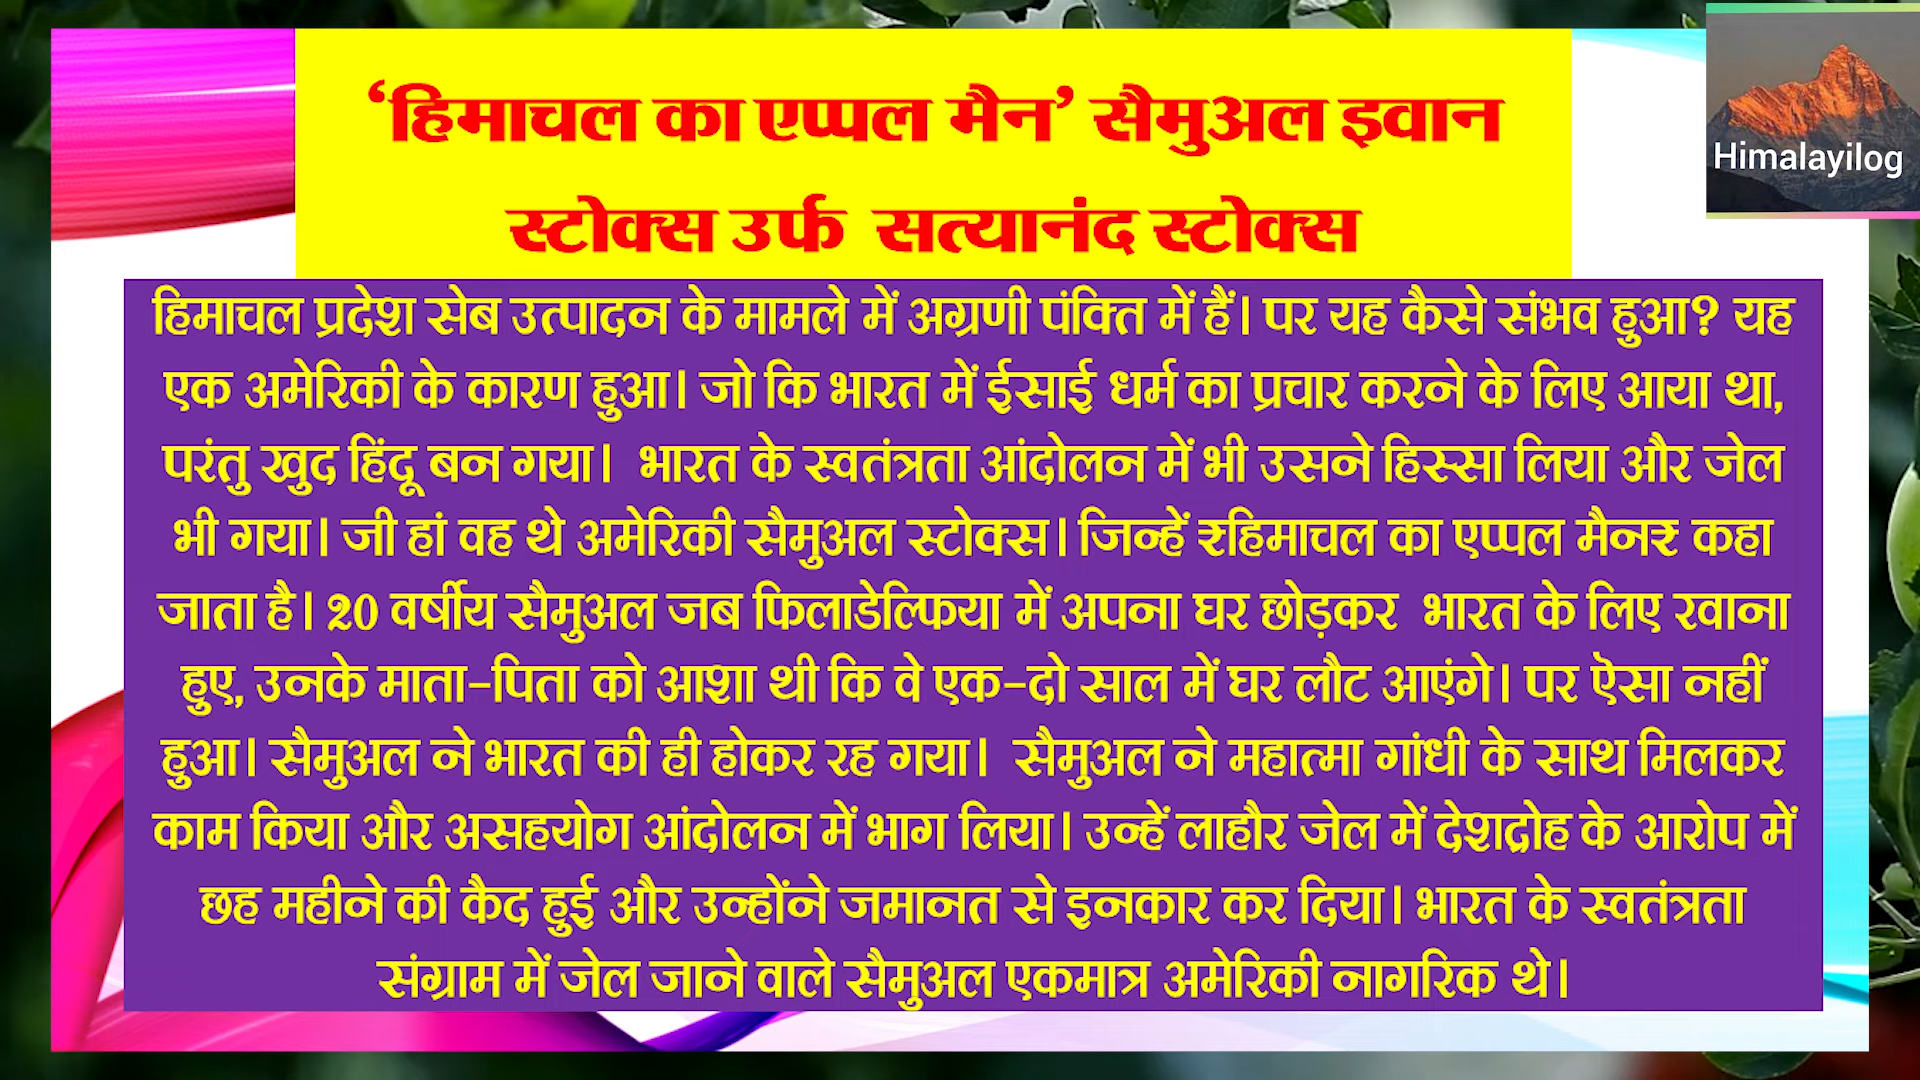 ‘हिमाचल का एप्पल मैन’ सैमुअल इवान
स्टोक्स उर्फ सत्यानंद स्टोक्स
Himalayilog
हिमाचल प्रदेश सेब उत्पादन के मामले में अग्रणी पंक्ति में हैं। पर यह कैसे संभव हुआ? यह
एक अमेरिकी के कारण हुआ। जो कि भारत में ईसाई धर्म का प्रचार करने के लिए आया था,
परंतु खुद हिंदू बन गया। भारत के स्वतंत्रता आंदोलन में भी उसने हिस्सा लिया और जेल
भी गया। जी हां वह थे अमेरिकी सैमुअल स्टोक्स। जिन्हें रहिमाचल का एप्पल मैनर कहा
जाता है। 20 वर्षीय सैमुअल जब फिलाडेल्फिया में अपना घर छोड़कर भारत के लिए रवाना
हुए, उनके माता-पिता को आशा थी कि वे एक-दो साल में घर लौट आएंगे। पर ऐसा नहीं
हुआ। सैमुअल ने भारत की ही होकर रह गया। सैमुअल ने महात्मा गांधी के साथ मिलकर
काम किया और असहयोग आंदोलन में भाग लिया। उन्हें लाहौर जेल में देशद्रोह के आरोप में
छह महीने की कैद हुई और उन्होंने जमानत से इनकार कर दिया। भारत के स्वतंत्रता
संग्राम में जेल जाने वाले सैमुअल एकमात्र अमेरिकी नागरिक थे।